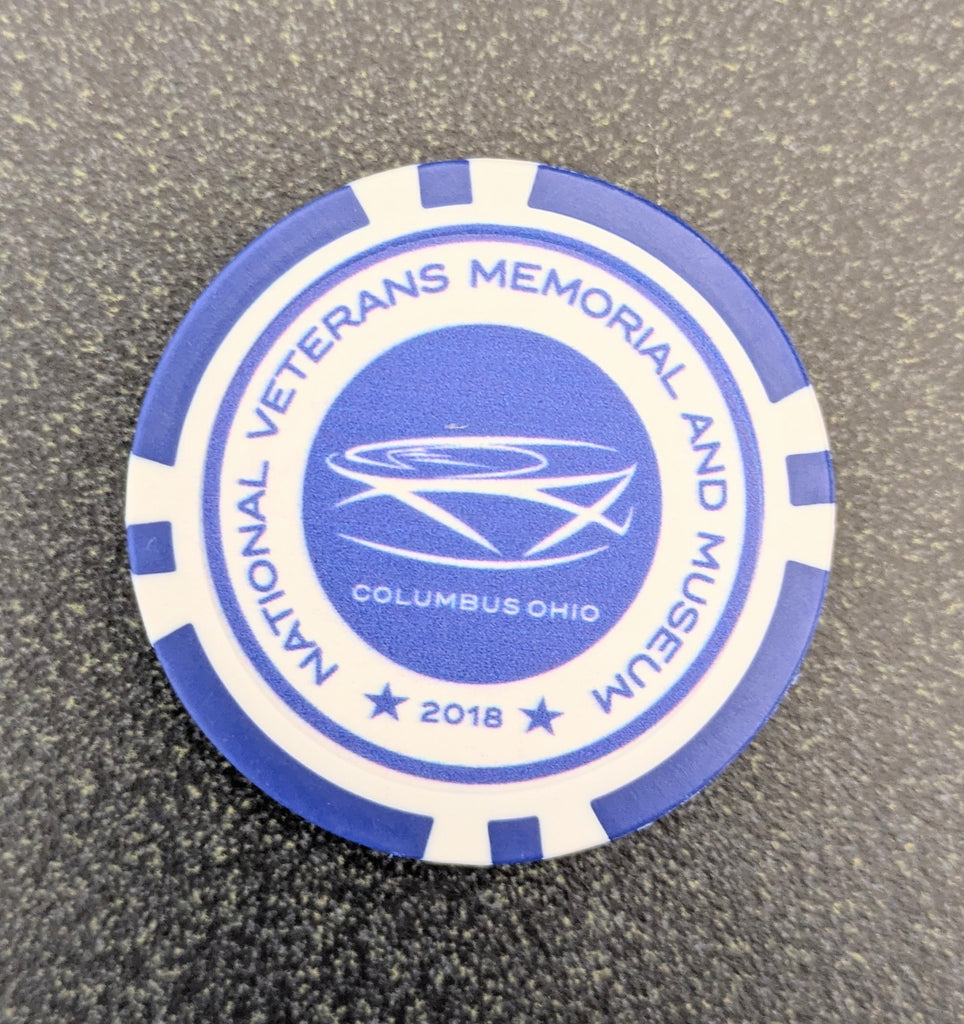 NATIONAL VETERANS MEMORIAL AND MUSEUM
COLUMBUS OHIO
★ 2018 ★